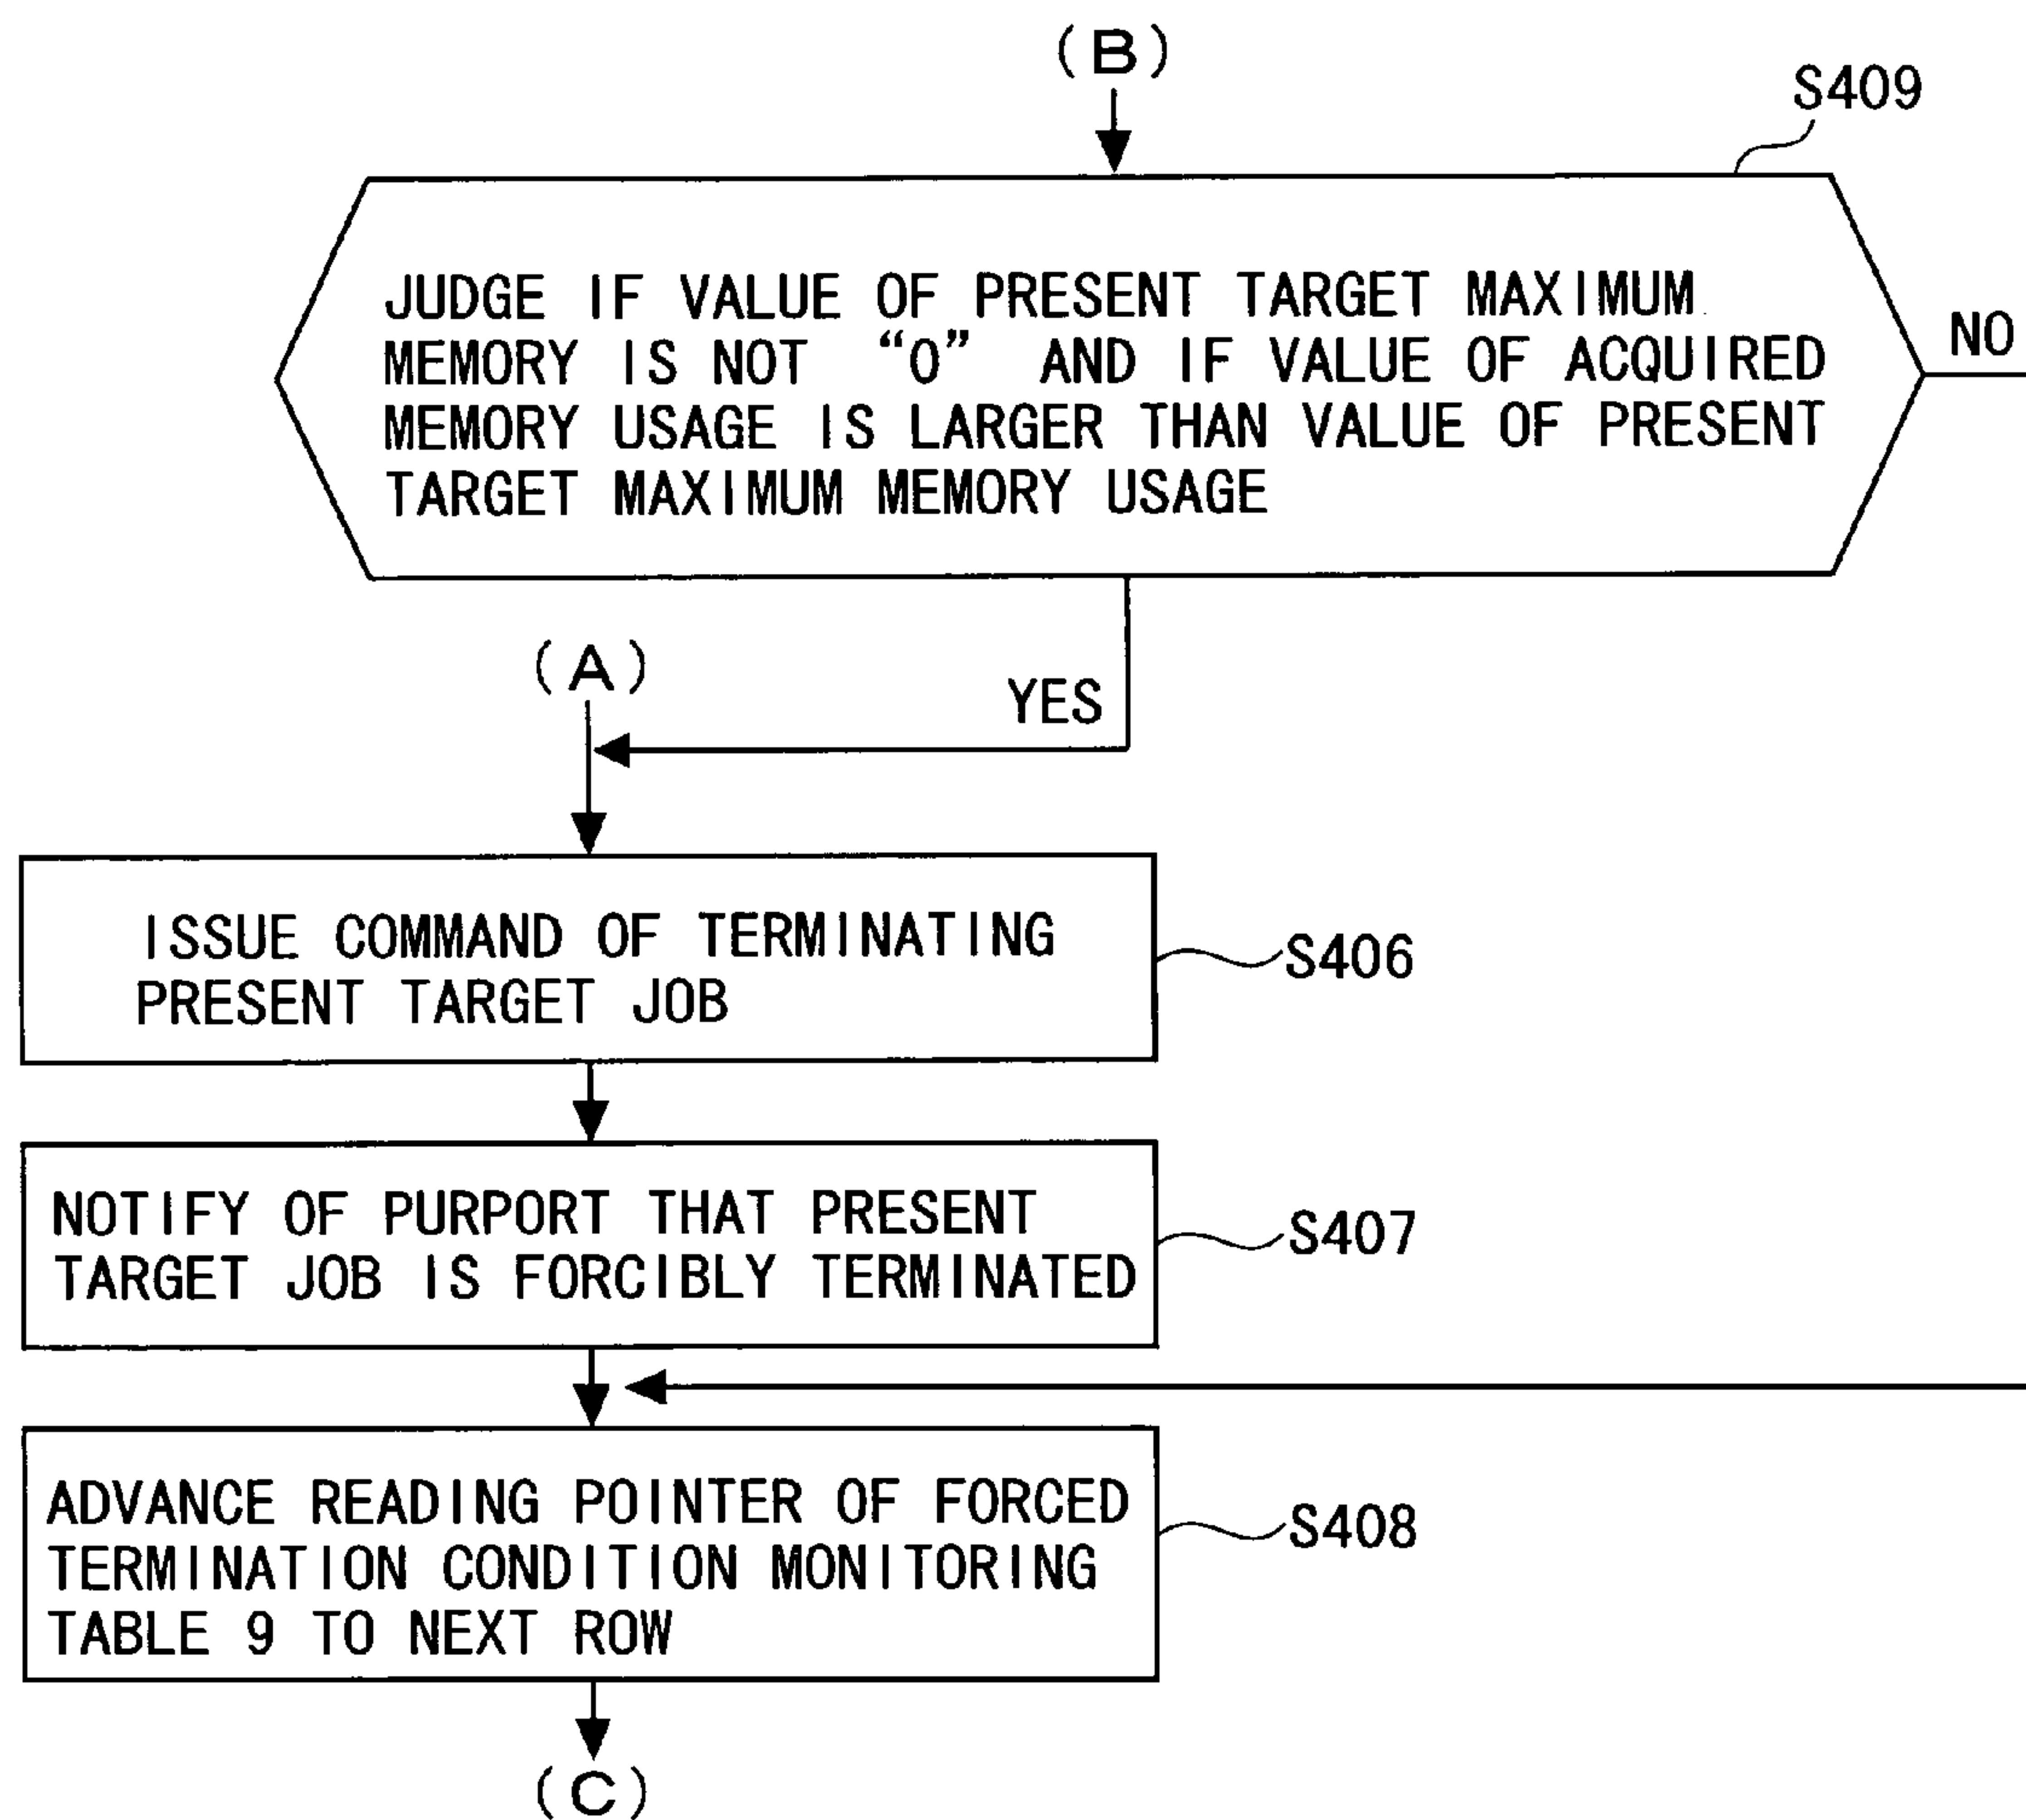 (B)
S409
JUDGE IF VALUE OF PRESENT TARGET MAXIMUM
MEMORY IS NOT "0" AND IF VALUE OF ACQUIRED
MEMORY USAGE IS LARGER THAN VALUE OF PRESENT
TARGET MAXIMUM MEMORY USAGE
NO
(A)
YES
ISSUE COMMAND OF TERMINATING
PRESENT TARGET JOB
S406
NOTIFY OF PURPORT THAT PRESENT
TARGET JOB IS FORCIBLY TERMINATED
S407
ADVANCE READING POINTER OF FORCED
TERMINATION CONDITION MONITORING
TABLE 9 TO NEXT ROW
S408
(C)